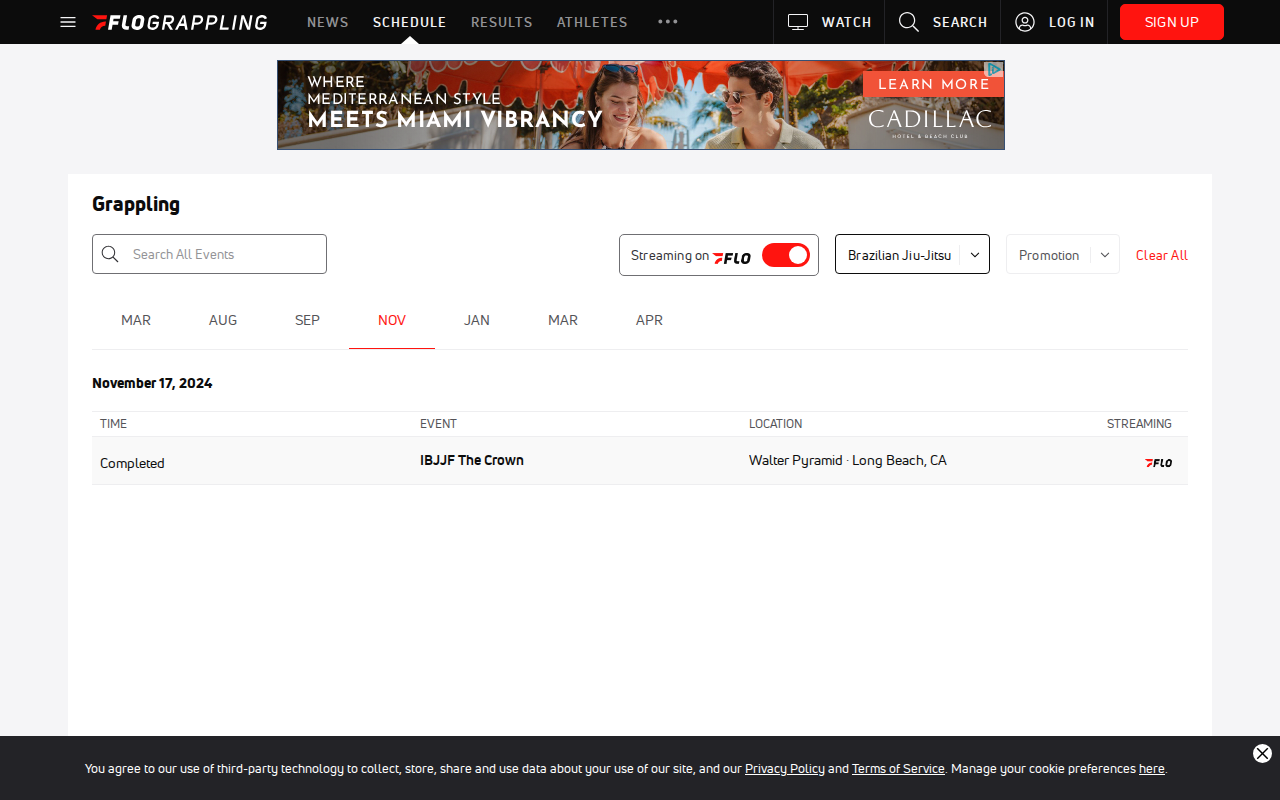 FLOGRAPPLING NEWS SCHEDULE RESULTS ATHLETES ••• WATCH SEARCH LOG IN SIGN UP
WHERE
MEDITERRANEAN STYLE
MEETS MIAMI VIBRANCY
LEARN MORE
CADILLAC
HOTEL & BEACH CLUB
Grappling
Search All Events
Streaming on FLO
Brazilian Jiu-Jitsu
Promotion
Clear All
MAR AUG SEP NOV JAN MAR APR
November 17, 2024
TIME EVENT LOCATION STREAMING
Completed IBJJF The Crown Walter Pyramid · Long Beach, CA FLO
You agree to our use of third-party technology to collect, store, share and use data about your use of our site, and our Privacy Policy and Terms of Service. Manage your cookie preferences here.